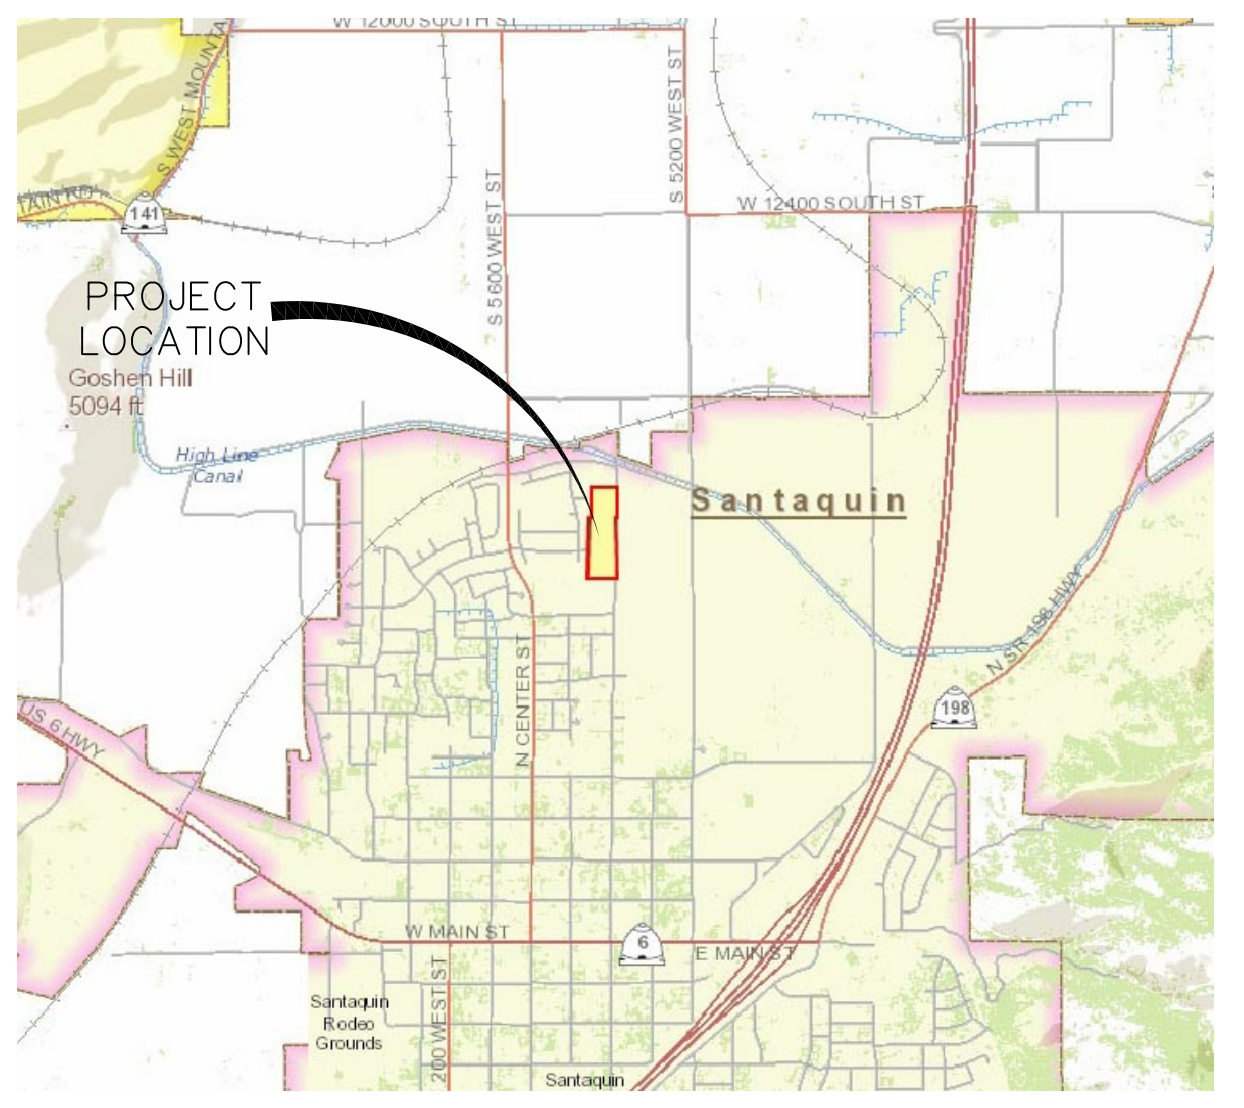 W 12000 SOUTH ST
S WEST MOUNTA
TAIN RD
141
S 5200 WEST ST
S 5600 WEST ST
W 12400 SOUTH ST
PROJECT
LOCATION
Goshen Hill
5094 ft
High Line
Canal
Santaquin
N SR 198 HWY
198
US 6 HWY
N CENTER ST
W MAIN ST
6
E MAIN ST
200 WEST ST
Santaquin
Rodeo
Grounds
Santaquin